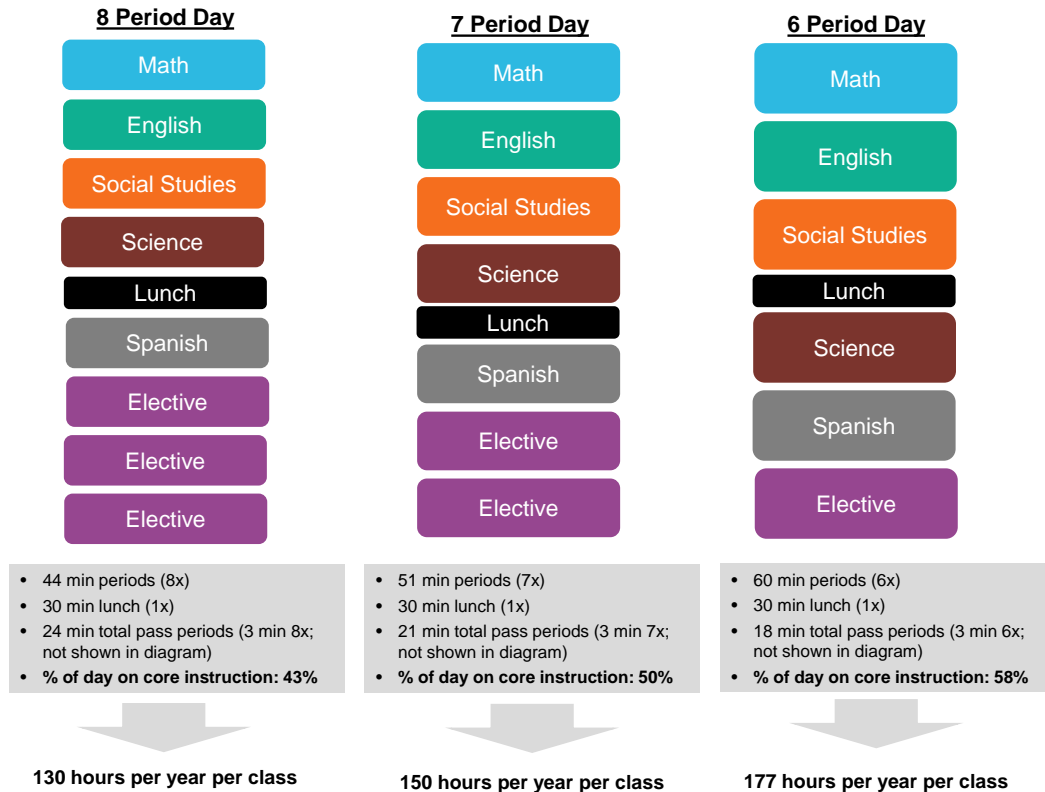 8 Period Day
Math
English
Social Studies
Science
Lunch
Spanish
Elective
Elective
Elective
• 44 min periods (8x)
• 30 min lunch (1x)
• 24 min total pass periods (3 min 8x;
not shown in diagram)
• % of day on core instruction: 43%
130 hours per year per class
7 Period Day
Math
English
Social Studies
Science
Lunch
Spanish
Elective
Elective
• 51 min periods (7x)
• 30 min lunch (1x)
• 21 min total pass periods (3 min 7x;
not shown in diagram)
• % of day on core instruction: 50%
150 hours per year per class
6 Period Day
Math
English
Social Studies
Lunch
Science
Spanish
Elective
• 60 min periods (6x)
• 30 min lunch (1x)
• 18 min total pass periods (3 min 6x;
not shown in diagram)
• % of day on core instruction: 58%
177 hours per year per class